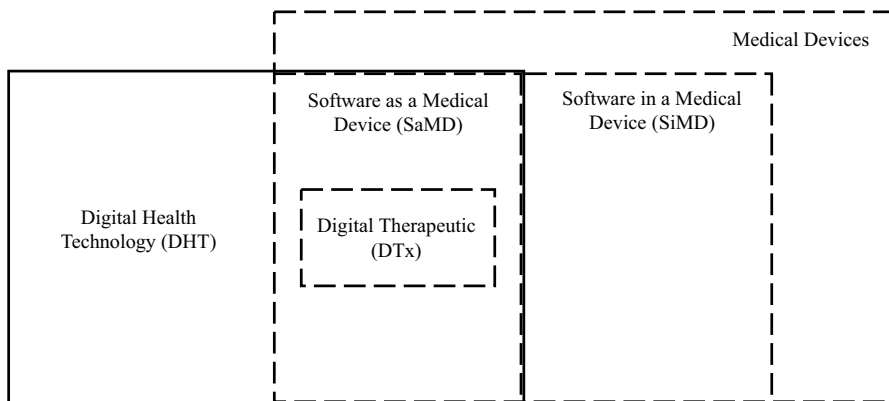 Medical Devices
Software as a Medical
Device (SaMD)
Software in a Medical
Device (SiMD)
Digital Health
Technology (DHT)
Digital Therapeutic
(DTx)